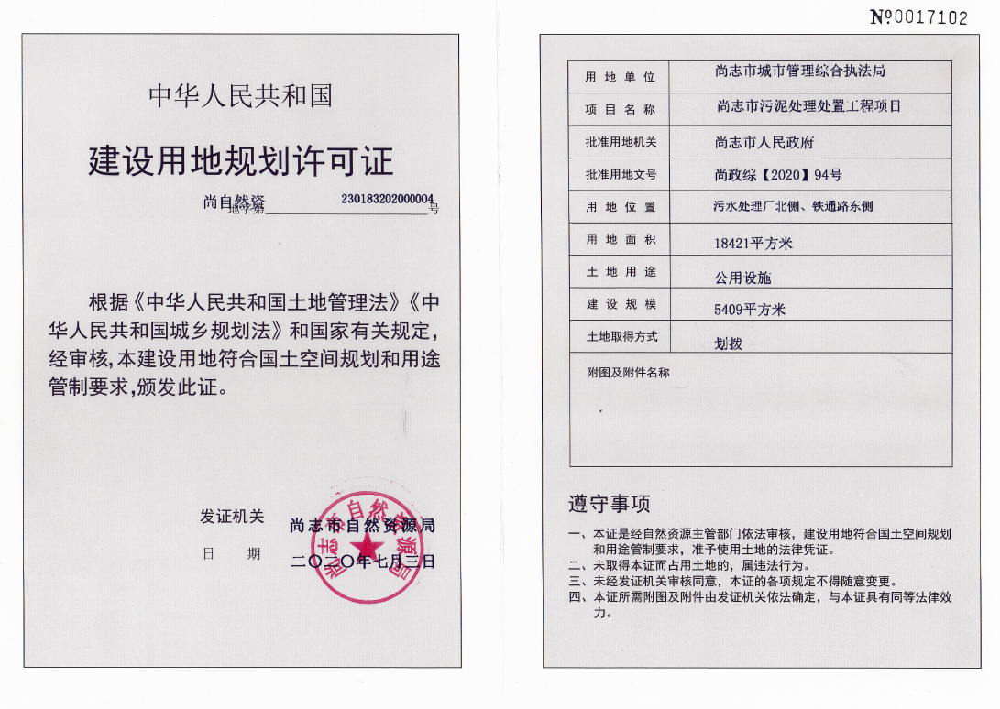 №0017102
中华人民共和国
建设用地规划许可证
尚自然资 230183202000004
地字第 号
根据《中华人民共和国土地管理法》《中
华人民共和国城乡规划法》和国家有关规定,
经审核,本建设用地符合国土空间规划和用途
管制要求,颁发此证。
发证机关 尚志市自然资源局
日 期 二〇二〇年七月三日
尚志市自然资源局
用地单位 尚志市城市管理综合执法局
项目名称 尚志市污泥处理处置工程项目
批准用地机关 尚志市人民政府
批准用地文号 尚政综【2020】94号
用地位置 污水处理厂北侧、铁通路东侧
用地面积 18421平方米
土地用途 公用设施
建设规模 5409平方米
土地取得方式 划拨
附图及附件名称
遵守事项
一、本证是经自然资源主管部门依法审核，建设用地符合国土空间规划
和用途管制要求，准予使用土地的法律凭证。
二、未取得本证而占用土地的，属违法行为。
三、未经发证机关审核同意，本证的各项规定不得随意变更。
四、本证所需附图及附件由发证机关依法确定，与本证具有同等法律效
力。